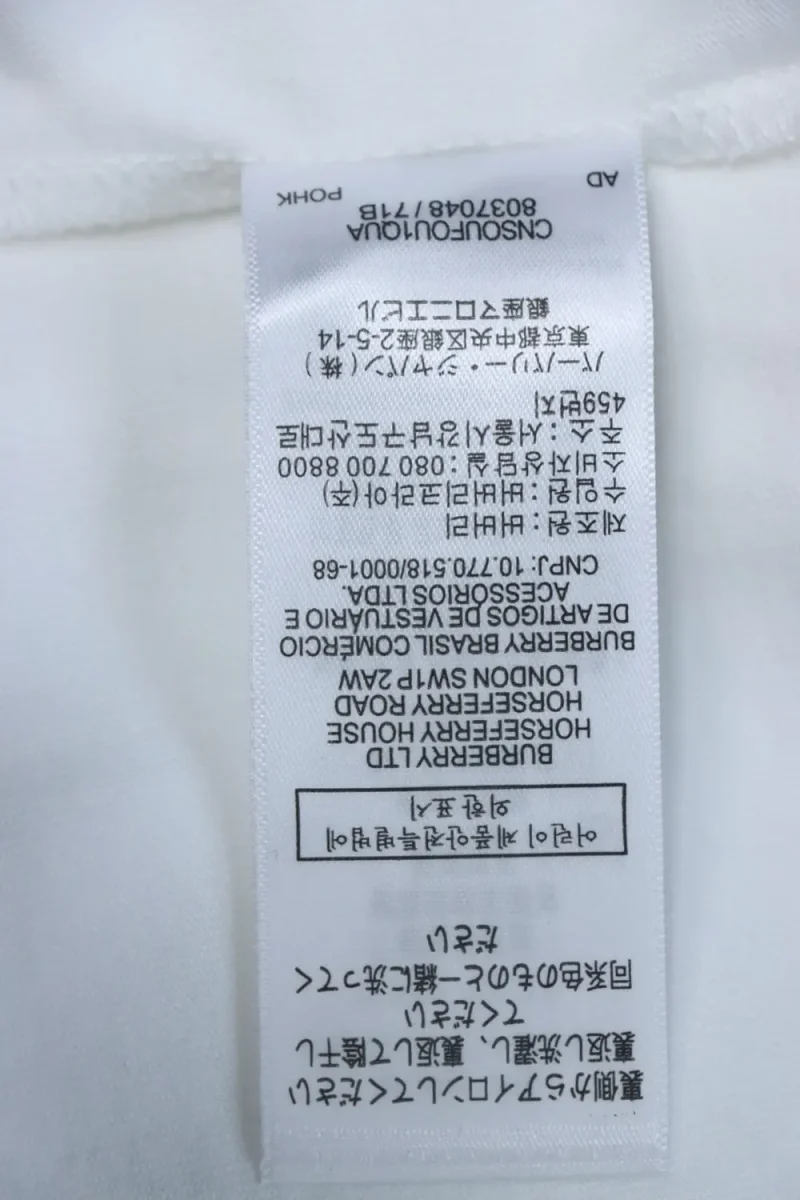 裏側からアイロンしてください
裏返し洗濯し、裏返して陰干し
てください
同系色のものと一緒に洗ってく
ださい
어린이 제품안전특별법에
의한 표시
BURBERRY LTD
HORSEFERRY HOUSE
HORSEFERRY ROAD
LONDON SW1P 2AW
BURBERRY BRASIL COMÉRCIO
DE ARTIGOS DE VESTUÁRIO E
ACESSÓRIOS LTDA.
CNPJ: 10.770.518/0001-68
제조원 : 버버리
수입원 : 버버리코리아(주)
소비자상담실 : 080 700 8800
주소 : 서울시강남구도산대로
459번지
バーバリー・ジャパン(株)
東京都中央区銀座2-5-14
銀座マロニエビル
CNSOUFOU1QUA
8037048 / 71B
AD POHK